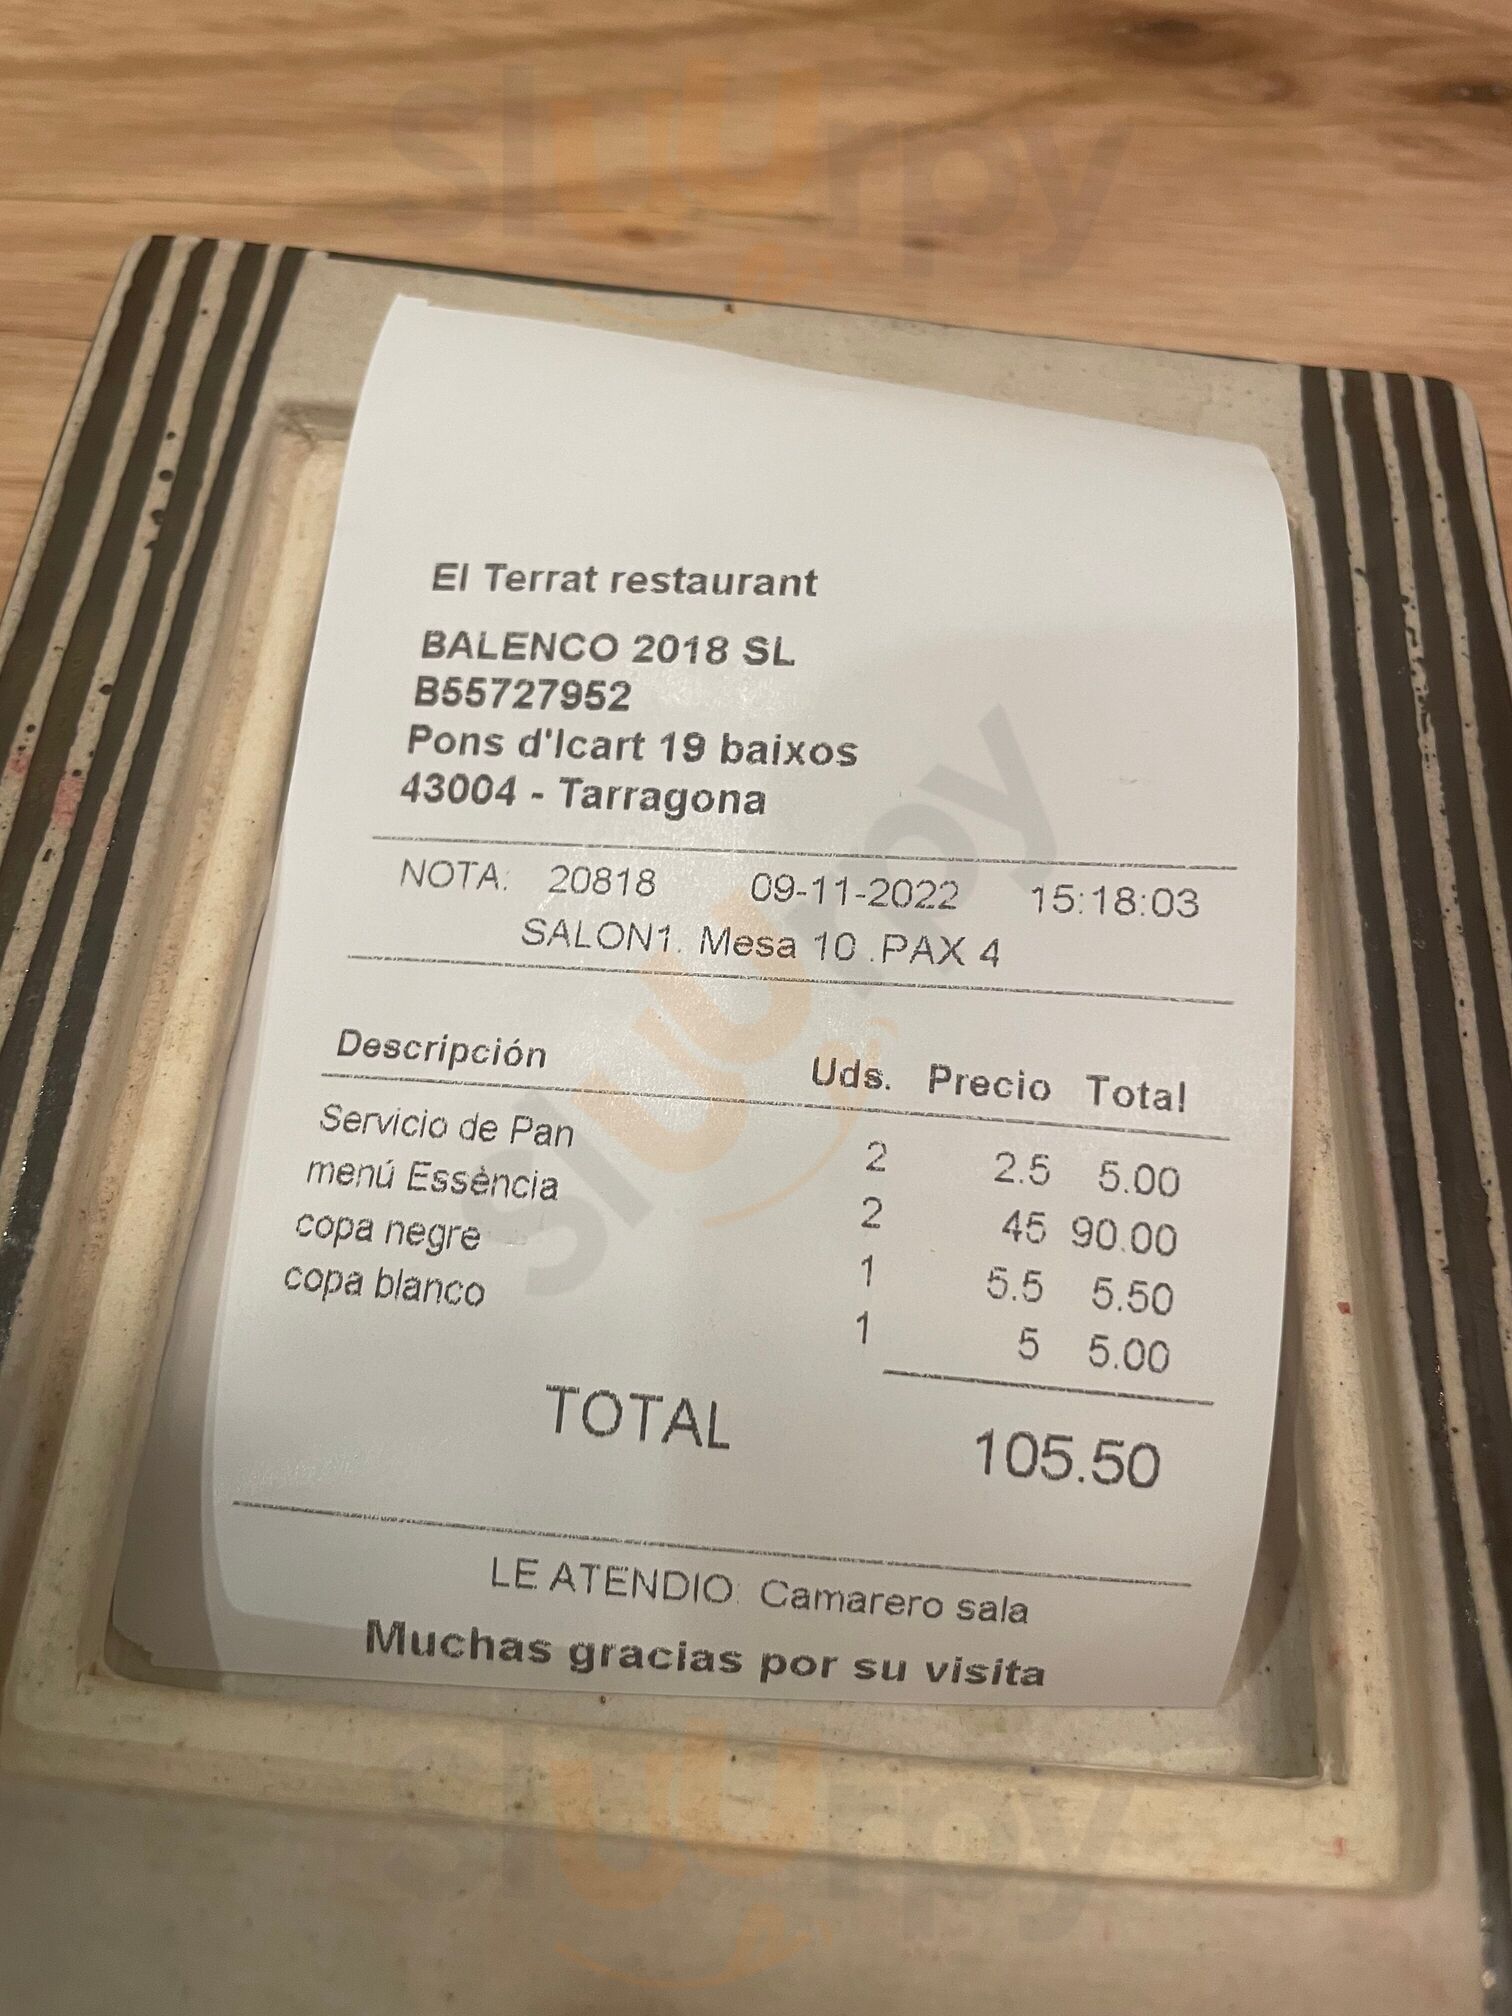 sluurpy
El Terrat restaurant
BALENCO 2018 SL
B55727952
Pons d'Icart 19 baixos
43004 - Tarragona
NOTA: 20818 09-11-2022 15:18:03
SALON1. Mesa 10 .PAX 4
Descripción Uds. Precio Total
Servicio de Pan 2 2.5 5.00
menú Essència 2 45 90.00
copa negre 1 5.5 5.50
copa blanco 1 5 5.00
TOTAL 105.50
LE ATENDIO: Camarero sala
Muchas gracias por su visita
sluurpy
sluurpy